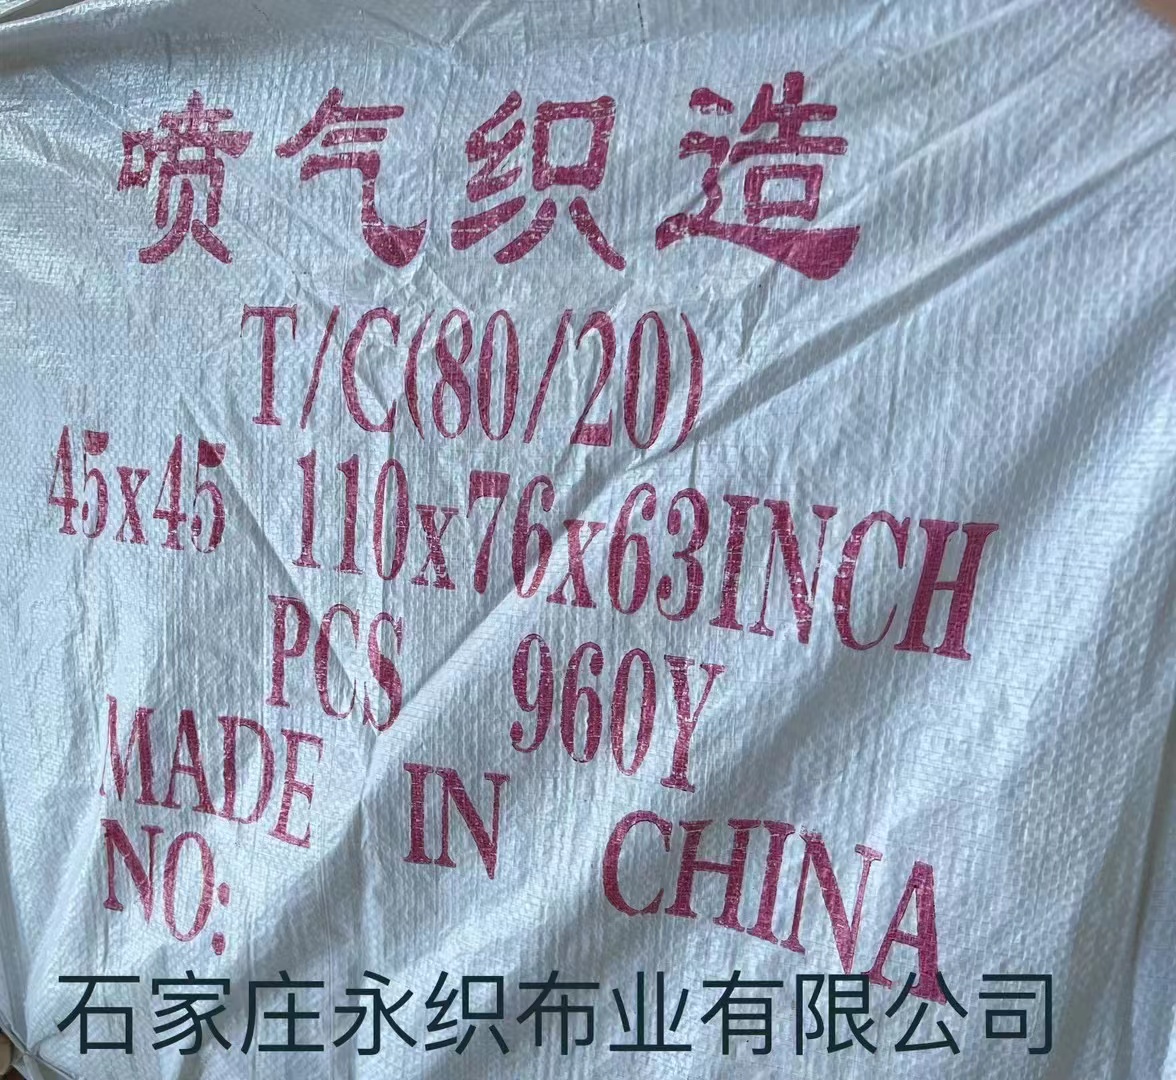 喷气织造
T/C(80/20)
45x45 110x76x63INCH
PCS 960Y
MADE IN CHINA
NO:
石家庄永织布业有限公司